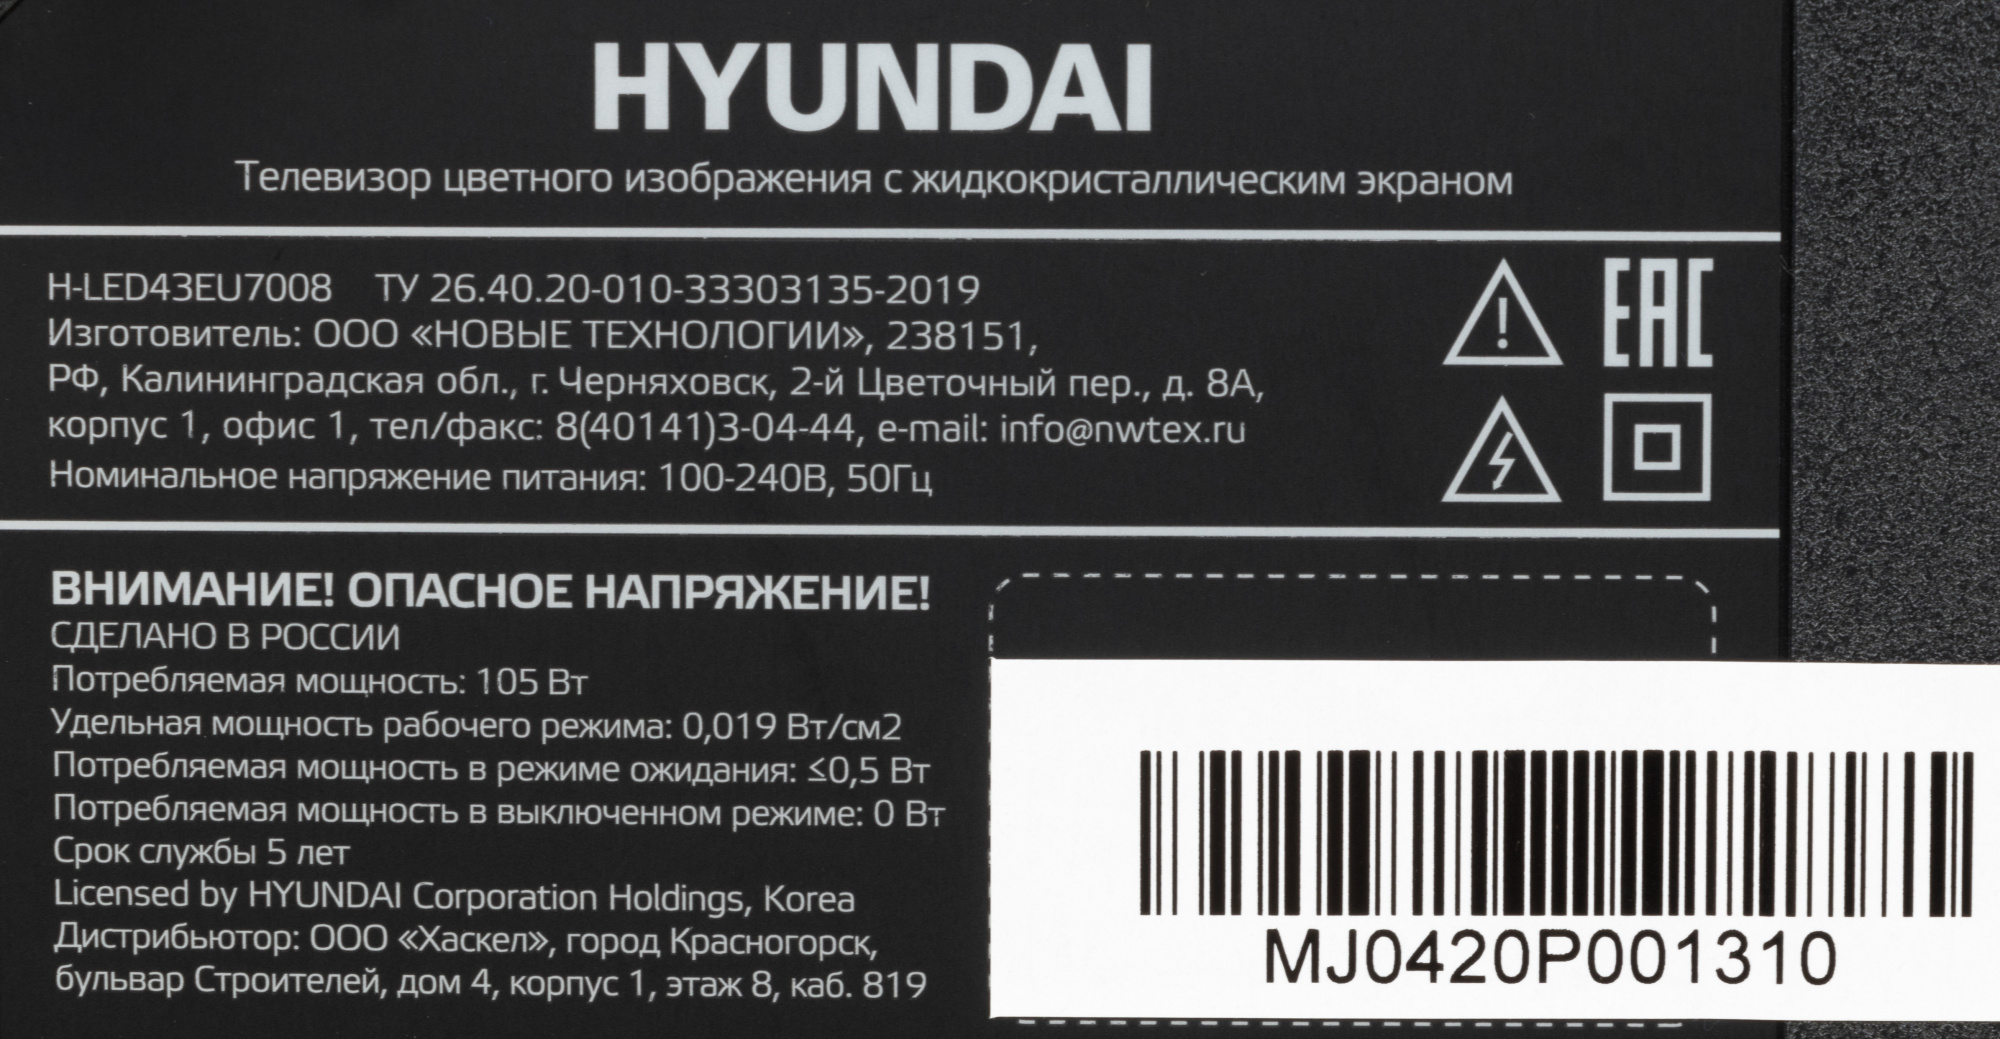 HYUNDAI
Телевизор цветного изображения с жидкокристаллическим экраном
H-LED43EU7008 ТУ 26.40.20-010-33303135-2019
Изготовитель: ООО «НОВЫЕ ТЕХНОЛОГИИ», 238151,
РФ, Калининградская обл., г. Черняховск, 2-й Цветочный пер., д. 8А,
корпус 1, офис 1, тел/факс: 8(40141)3-04-44, e-mail: info@nwtex.ru
Номинальное напряжение питания: 100-240В, 50Гц
EAC
ВНИМАНИЕ! ОПАСНОЕ НАПРЯЖЕНИЕ!
СДЕЛАНО В РОССИИ
Потребляемая мощность: 105 Вт
Удельная мощность рабочего режима: 0,019 Вт/см2
Потребляемая мощность в режиме ожидания: ≤0,5 Вт
Потребляемая мощность в выключенном режиме: 0 Вт
Срок службы 5 лет
Licensed by HYUNDAI Corporation Holdings, Korea
Дистрибьютор: ООО «Хаскел», город Красногорск,
бульвар Строителей, дом 4, корпус 1, этаж 8, каб. 819
MJ0420P001310